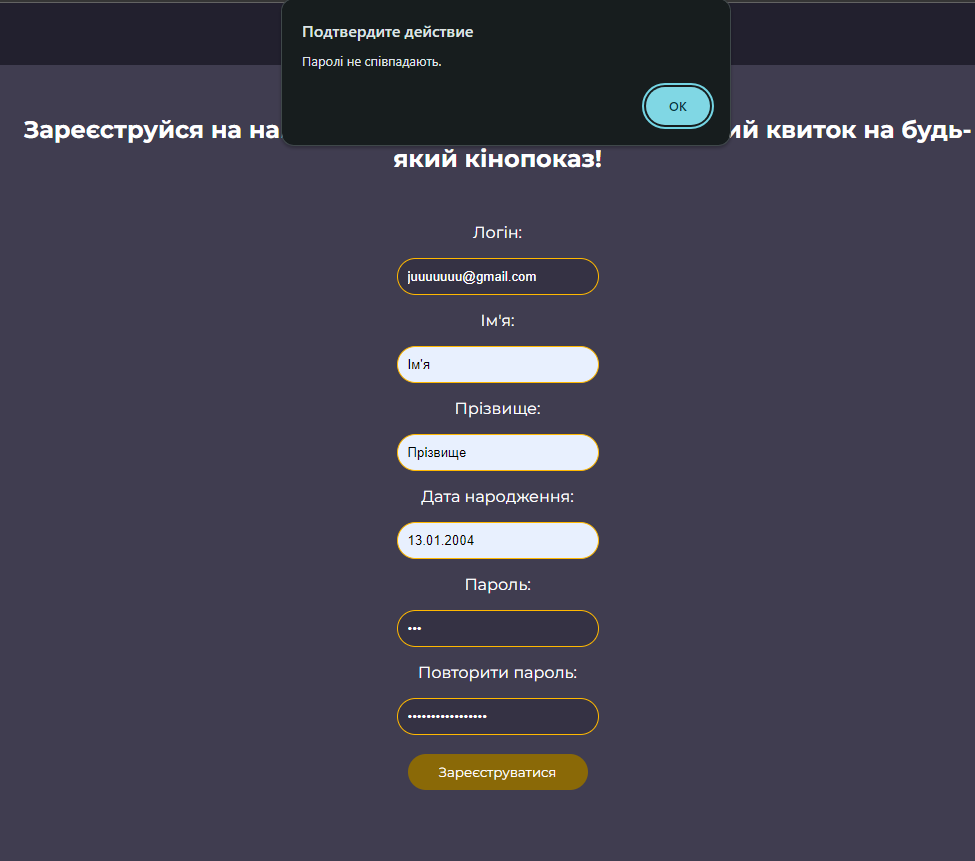 Подтвердите действие
Паролі не співпадають.
OK
Зареєструйся на на
ий квиток на будь-
який кінопоказ!
Логін:
juuuuuuu@gmail.com
Ім'я:
Ім'я
Прізвище:
Прізвище
Дата народження:
13.01.2004
Пароль:
•••
Повторити пароль:
•••••••••••••••••
Зареєструватися